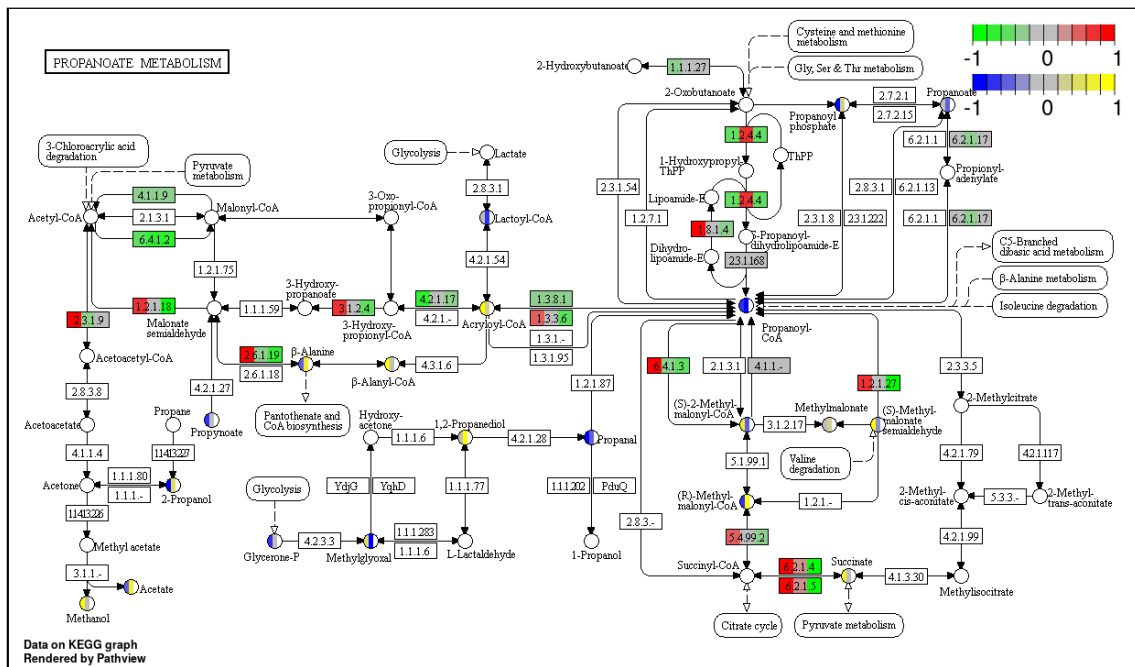 PROPANOATE METABOLISM
-1 0 1
-1 0 1
Cysteine and methionine
metabolism
Gly, Ser & Thr metabolism
2-Hydroxybutanoate
1.1.1.27
2-Oxobutanoate
Propanoyl
phosphate
2.7.2.1
2.7.2.15
Propanoate
6.2.1.1
6.2.1.17
Propionyl-
adenylate
1.2.4.4
1-Hydroxypropyl-
ThPP
ThPP
Lipoamide-E
1.2.4.4
1.8.1.4
Dihydro-
lipoamide-E
S-Propanoyl-
dihydrolipoamide-E
2.3.1.168
2.3.1.54
1.2.7.1
2.3.1.8
2.3.1.222
2.8.3.1
6.2.1.13
6.2.1.1
6.2.1.17
C5-Branched
dibasic acid metabolism
β-Alanine metabolism
Isoleucine degradation
Propanoyl-
CoA
3-Chloroacrylic acid
degradation
Pyruvate
metabolism
Glycolysis
Lactate
2.8.3.1
Lactoyl-CoA
4.2.1.54
Acetyl-CoA
4.1.1.9
2.1.3.1
6.4.1.2
Malonyl-CoA
3-Oxo-
propionyl-CoA
1.2.1.75
2.3.1.9
1.2.1.18
Malonate
semialdehyde
1.1.1.59
3-Hydroxy-
propanoate
3.1.2.4
3-Hydroxy-
propionyl-CoA
4.2.1.17
4.2.1.-
Acryloyl-CoA
1.3.8.1
1.3.3.6
1.3.1.-
1.3.1.95
Acetoacetyl-CoA
2.6.1.19
2.6.1.18
β-Alanine
β-Alanyl-CoA
4.3.1.6
2.8.3.8
4.2.1.27
Pantothenate and
CoA biosynthesis
1.2.1.87
6.4.1.3
2.1.3.1
4.1.1.-
1.2.1.27
2.3.3.5
Acetoacetate
Propane
Propynoate
4.1.1.4
1.14.13.227
Hydroxy-
acetone
1.1.1.6
1,2-Propanediol
4.2.1.28
Propanal
(S)-2-Methyl-
malonyl-CoA
3.1.2.17
Methylmalonate
(S)-Methyl-
malonate
semialdehyde
2-Methylcitrate
Valine
degradation
4.2.1.79
4.2.1.117
Acetone
1.1.1.80
1.1.1.-
2-Propanol
Glycolysis
YdjG
YqhD
1.1.1.77
1.1.1.202
PduQ
5.1.99.1
(R)-Methyl-
malonyl-CoA
1.2.1.-
2-Methyl-
cis-aconitate
5.3.3.-
2-Methyl-
trans-aconitate
1.14.13.226
Methyl acetate
Glycerone-P
4.2.3.3
Methylglyoxal
1.1.1.283
1.1.1.6
L-Lactaldehyde
1-Propanol
2.8.3.-
5.4.99.2
4.2.1.99
3.1.1.-
Acetate
Methanol
Succinyl-CoA
6.2.1.4
6.2.1.5
Succinate
4.1.3.30
Methylisocitrate
Citrate cycle
Pyruvate metabolism
Data on KEGG graph
Rendered by Pathview